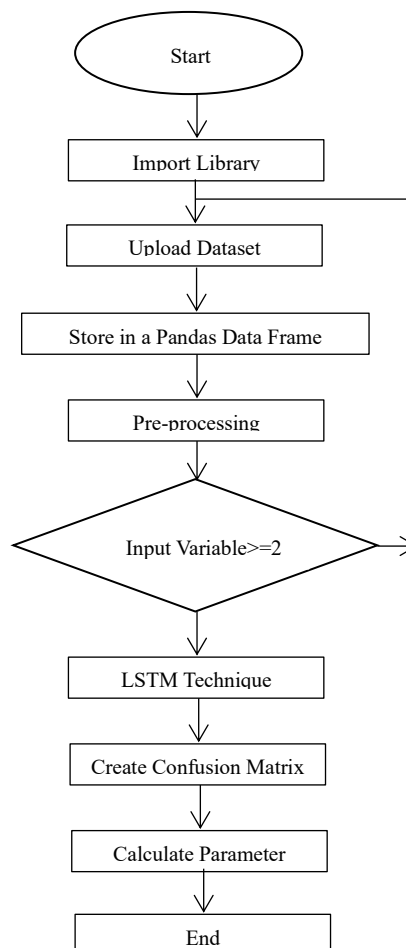 Start
Import Library
Upload Dataset
Store in a Pandas Data Frame
Pre-processing
Input Variable>=2
LSTM Technique
Create Confusion Matrix
Calculate Parameter
End